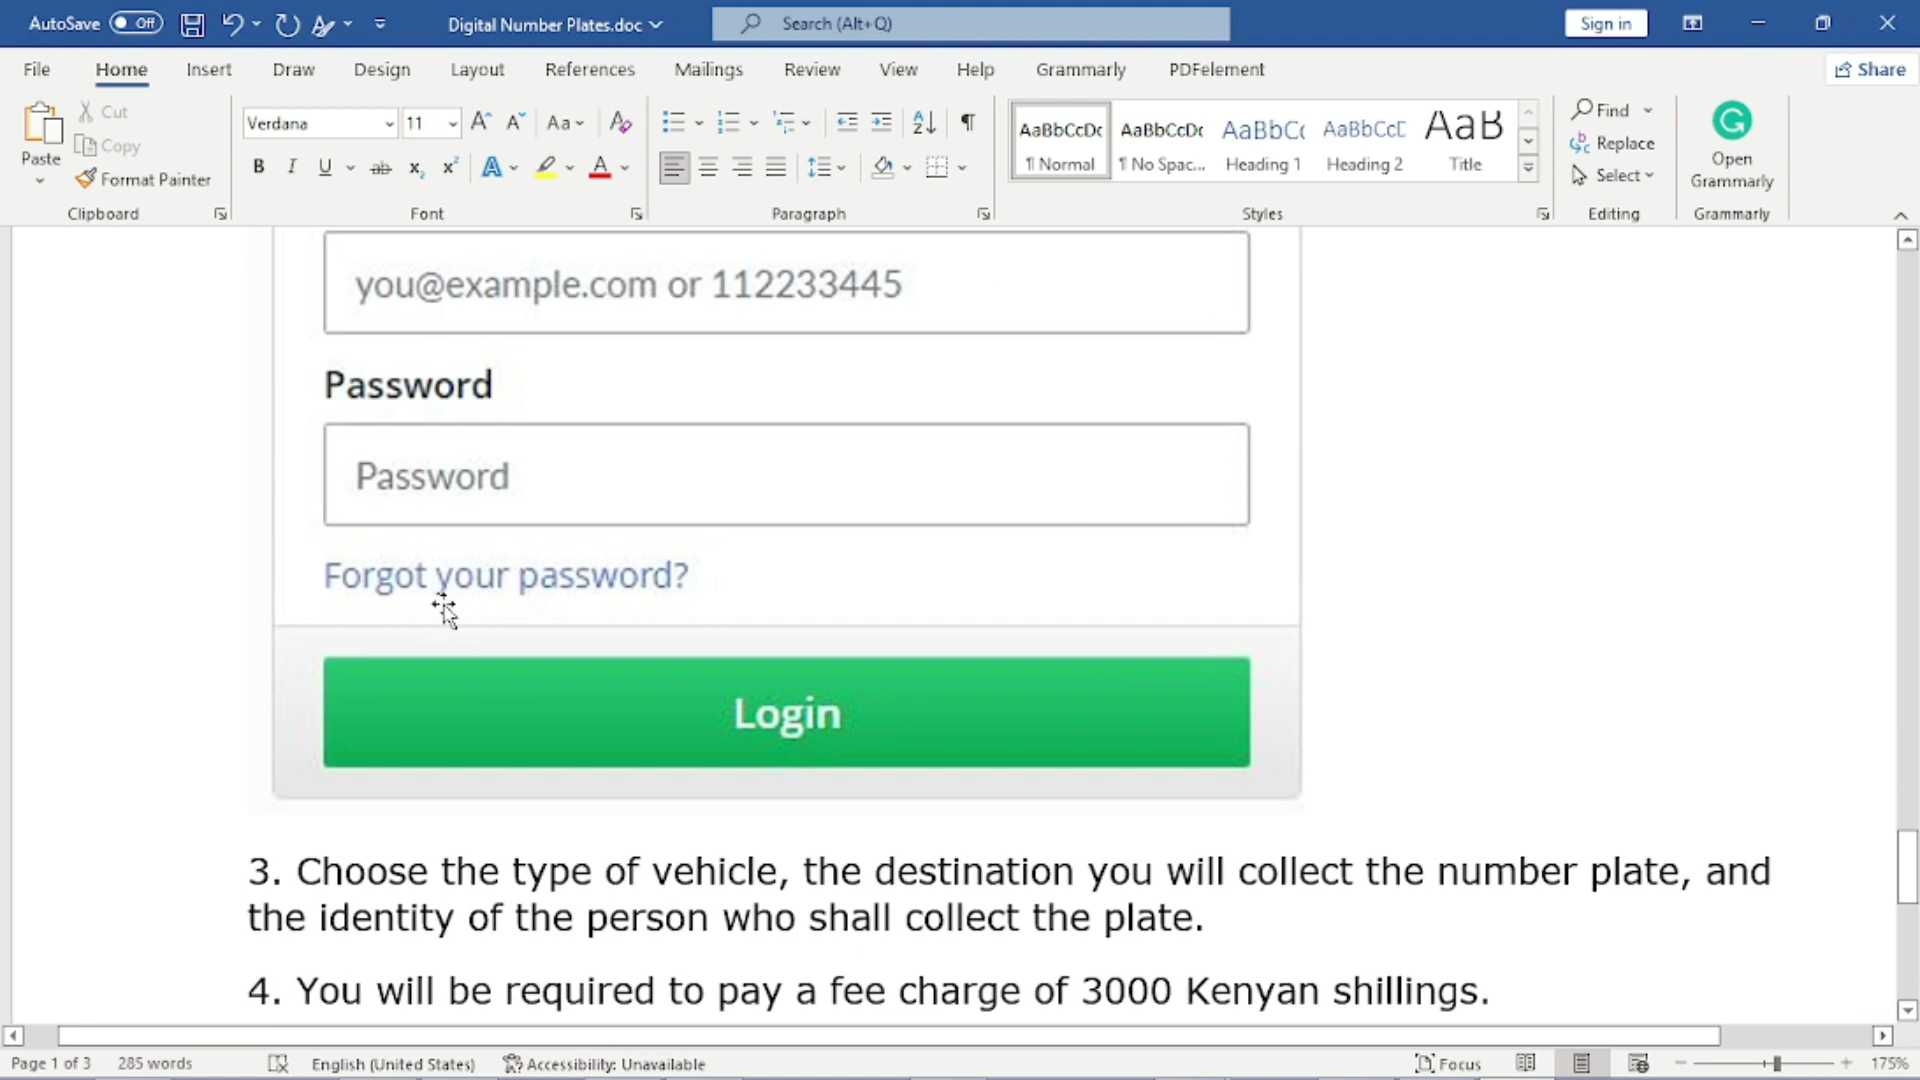 AutoSave Off Digital Number Plates.doc Search (Alt+Q) Sign in
File Home Insert Draw Design Layout References Mailings Review View Help Grammarly PDFelement Share
Paste Cut Copy Format Painter Clipboard
Verdana 11 Aa
B I U ab x₂ x² A A Font
Paragraph
AaBbCcDc AaBbCcDc AaBbC AaBbCcD AaB
¶ Normal ¶ No Spac... Heading 1 Heading 2 Title
Styles
Find Replace Select Editing
Open Grammarly Grammarly
you@example.com or 112233445
Password
Password
Forgot your password?
Login
3. Choose the type of vehicle, the destination you will collect the number plate, and
the identity of the person who shall collect the plate.
4. You will be required to pay a fee charge of 3000 Kenyan shillings.
Page 1 of 3 285 words English (United States) Accessibility: Unavailable Focus 175%